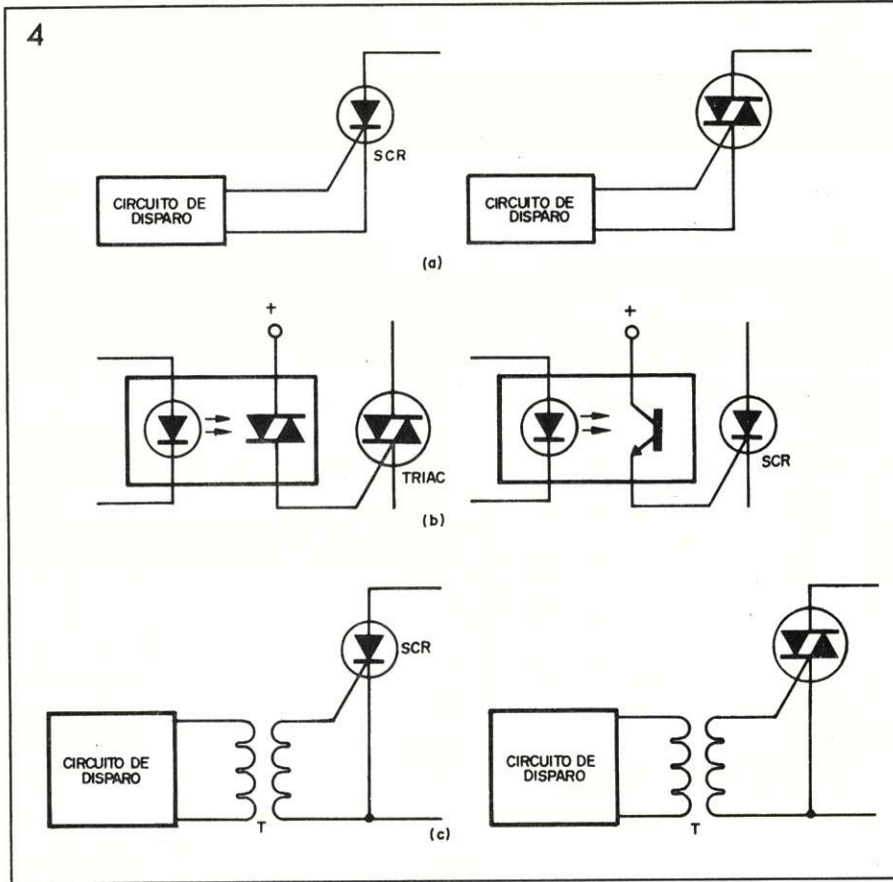 4
SCR
CIRCUITO DE
DISPARO
CIRCUITO DE
DISPARO
(a)
+
+
TRIAC
SCR
(b)
SCR
CIRCUITO DE
DISPARO
CIRCUITO DE
DISPARO
T
(c)
T